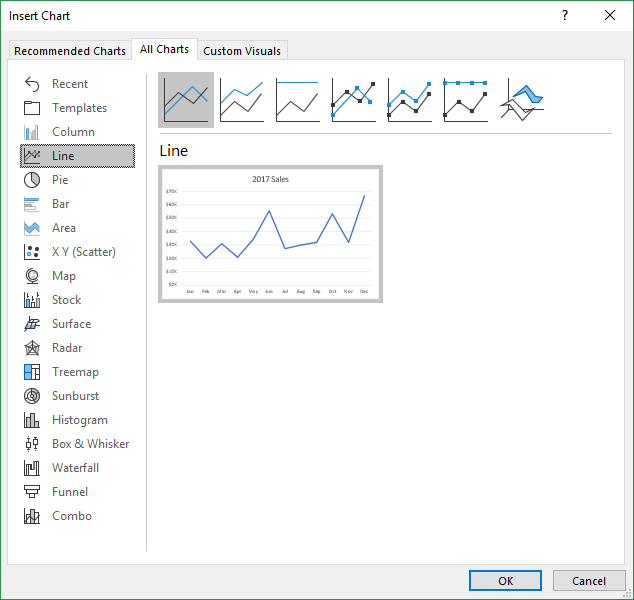 Insert Chart
?
Recommended Charts
All Charts
Custom Visuals
Recent
Templates
Column
Line
Pie
Bar
Area
X Y (Scatter)
Map
Stock
Surface
Radar
Treemap
Sunburst
Histogram
Box & Whisker
Waterfall
Funnel
Combo
Line
2017 Sales
$70K
$60K
$50K
$40K
$30K
$20K
$10K
$0K
Jan Feb Mar Apr May Jun Jul Aug Sep Oct Nov Dec
OK Cancel